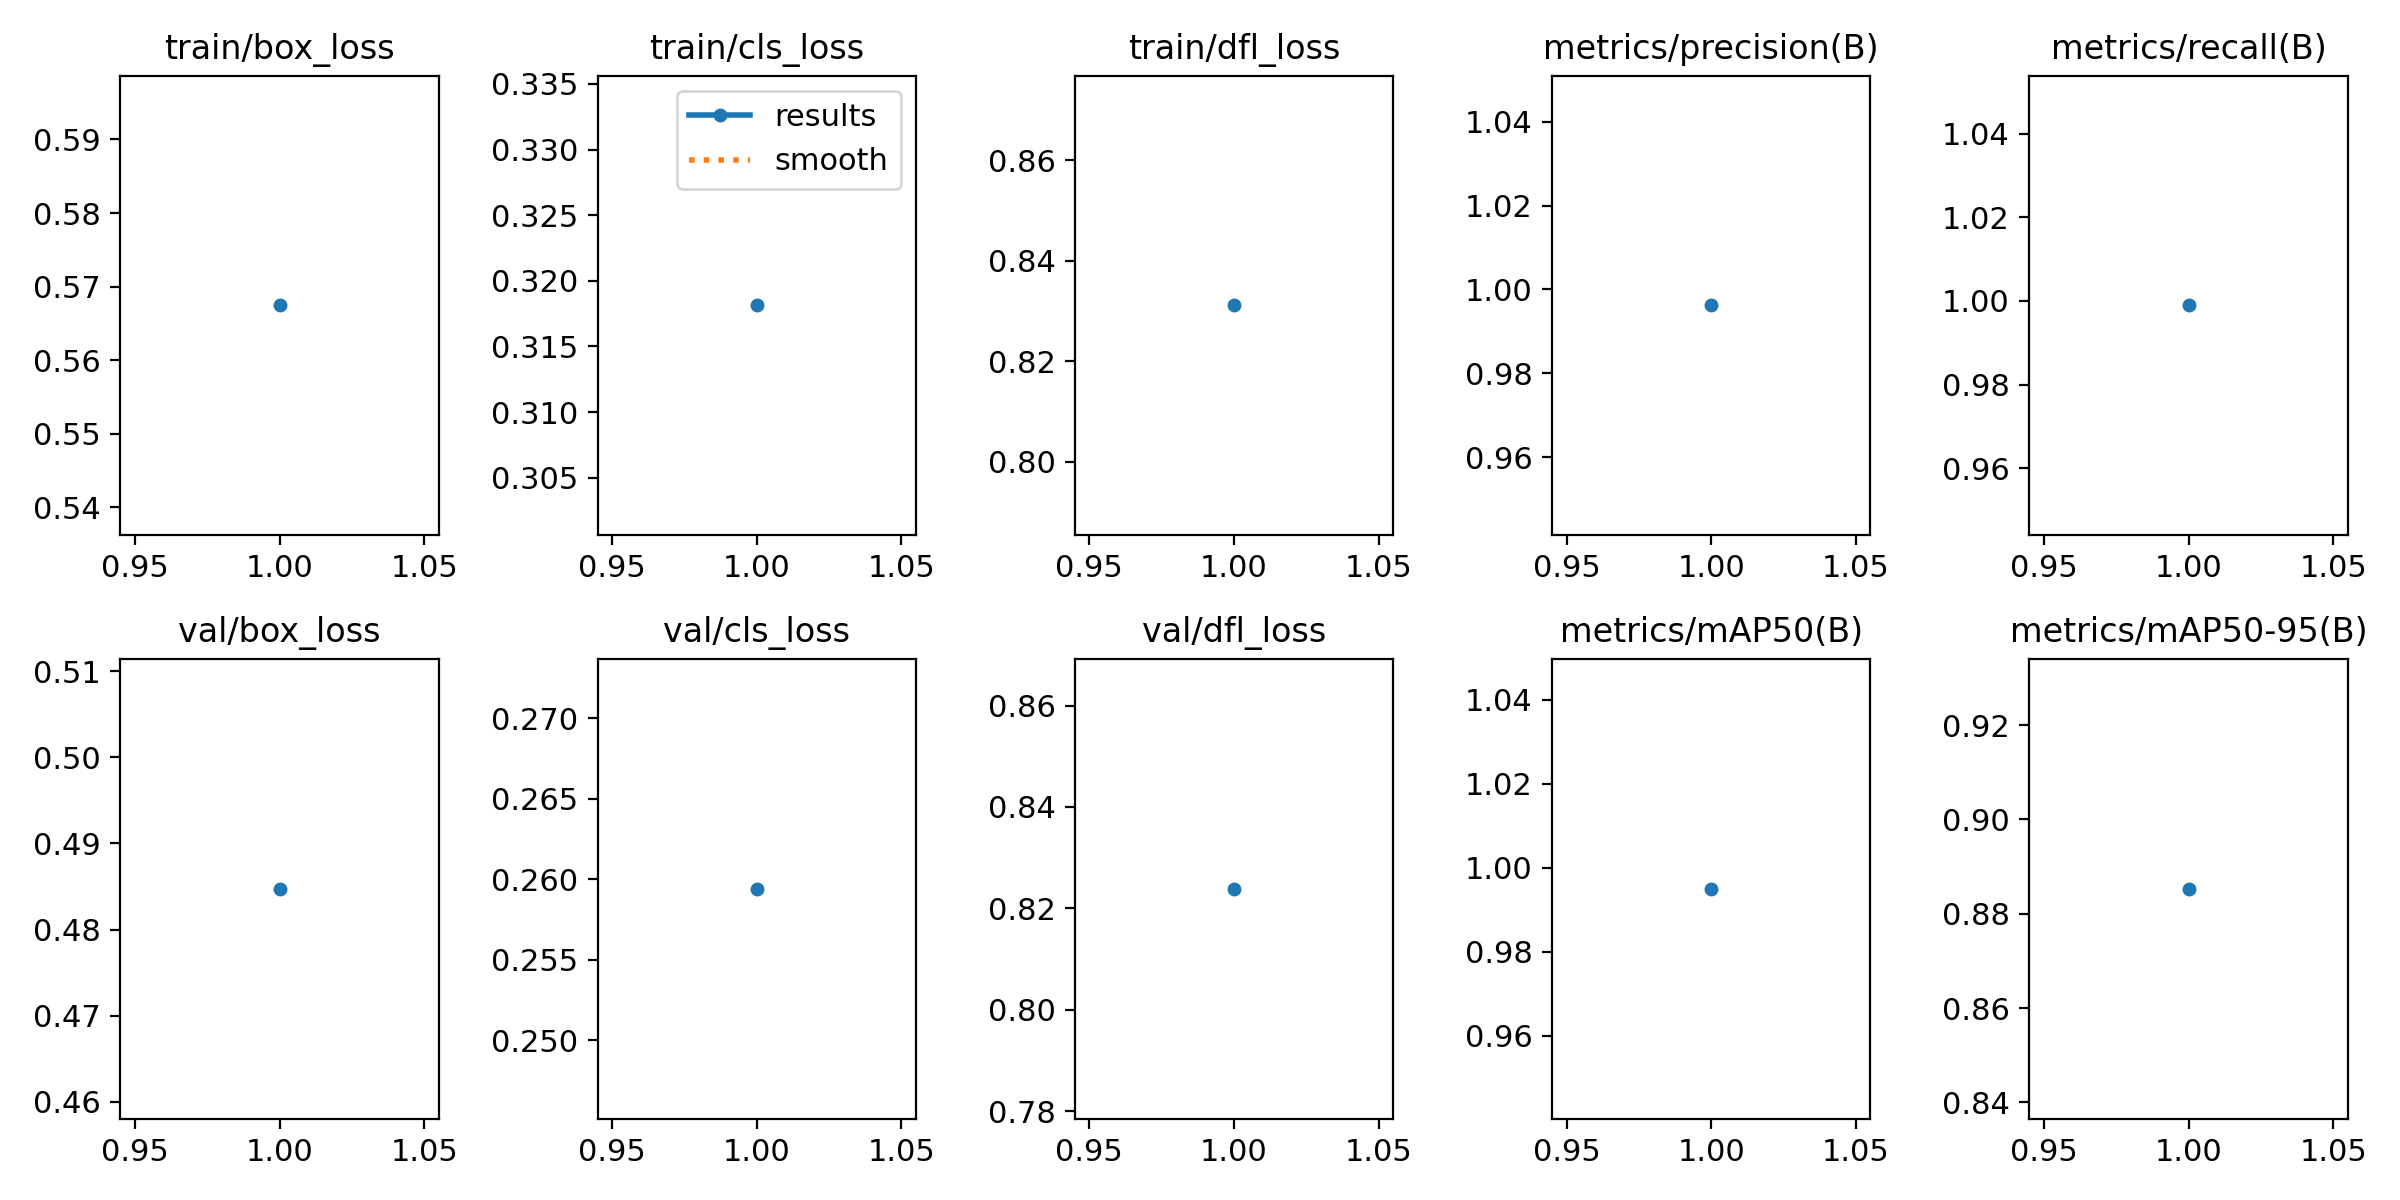 train/box_loss
0.59
0.58
0.57
0.56
0.55
0.54
0.95 1.00 1.05
train/cls_loss
results
smooth
0.335
0.330
0.325
0.320
0.315
0.310
0.305
0.95 1.00 1.05
train/dfl_loss
0.86
0.84
0.82
0.80
0.95 1.00 1.05
metrics/precision(B)
1.04
1.02
1.00
0.98
0.96
0.95 1.00 1.05
metrics/recall(B)
1.04
1.02
1.00
0.98
0.96
0.95 1.00 1.05
val/box_loss
0.51
0.50
0.49
0.48
0.47
0.46
0.95 1.00 1.05
val/cls_loss
0.270
0.265
0.260
0.255
0.250
0.95 1.00 1.05
val/dfl_loss
0.86
0.84
0.82
0.80
0.78
0.95 1.00 1.05
metrics/mAP50(B)
1.04
1.02
1.00
0.98
0.96
0.95 1.00 1.05
metrics/mAP50-95(B)
0.92
0.90
0.88
0.86
0.84
0.95 1.00 1.05